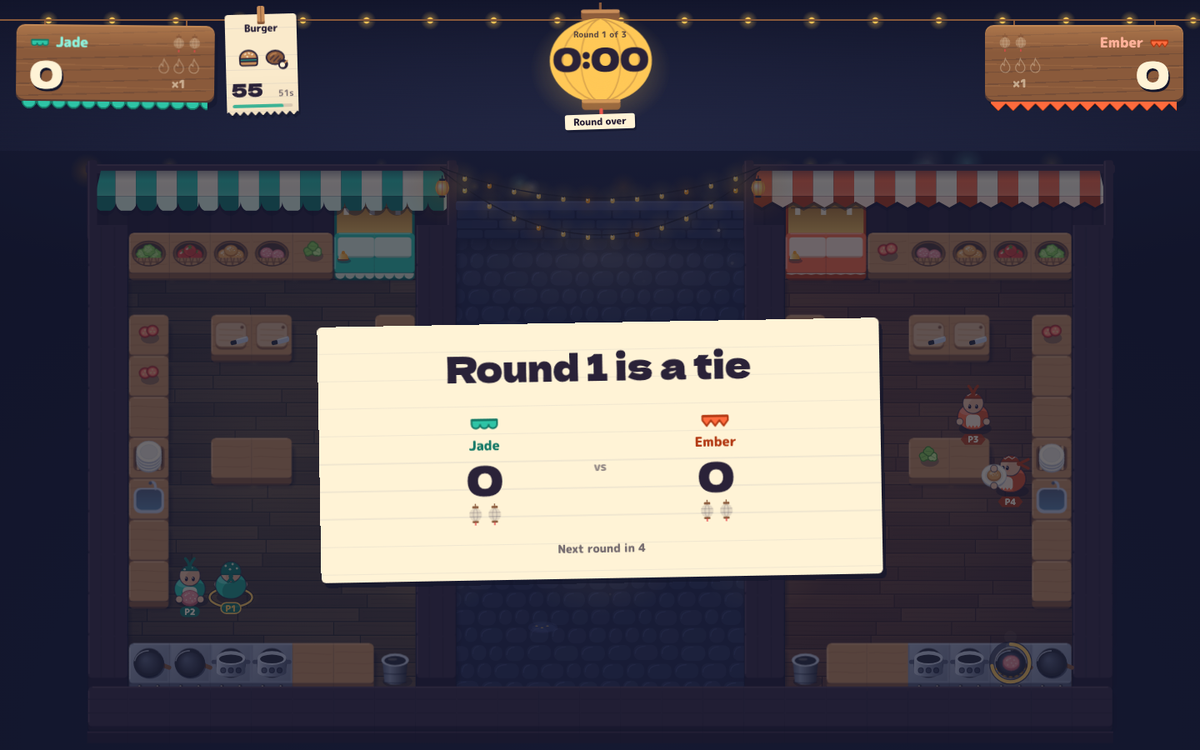 Jade
0
x1
Burger
55 51s
Round 1 of 3
0:00
Round over
Ember
0
x1
Round 1 is a tie
Jade
0
vs
Ember
0
Next round in 4
P3
P4
P2
P1